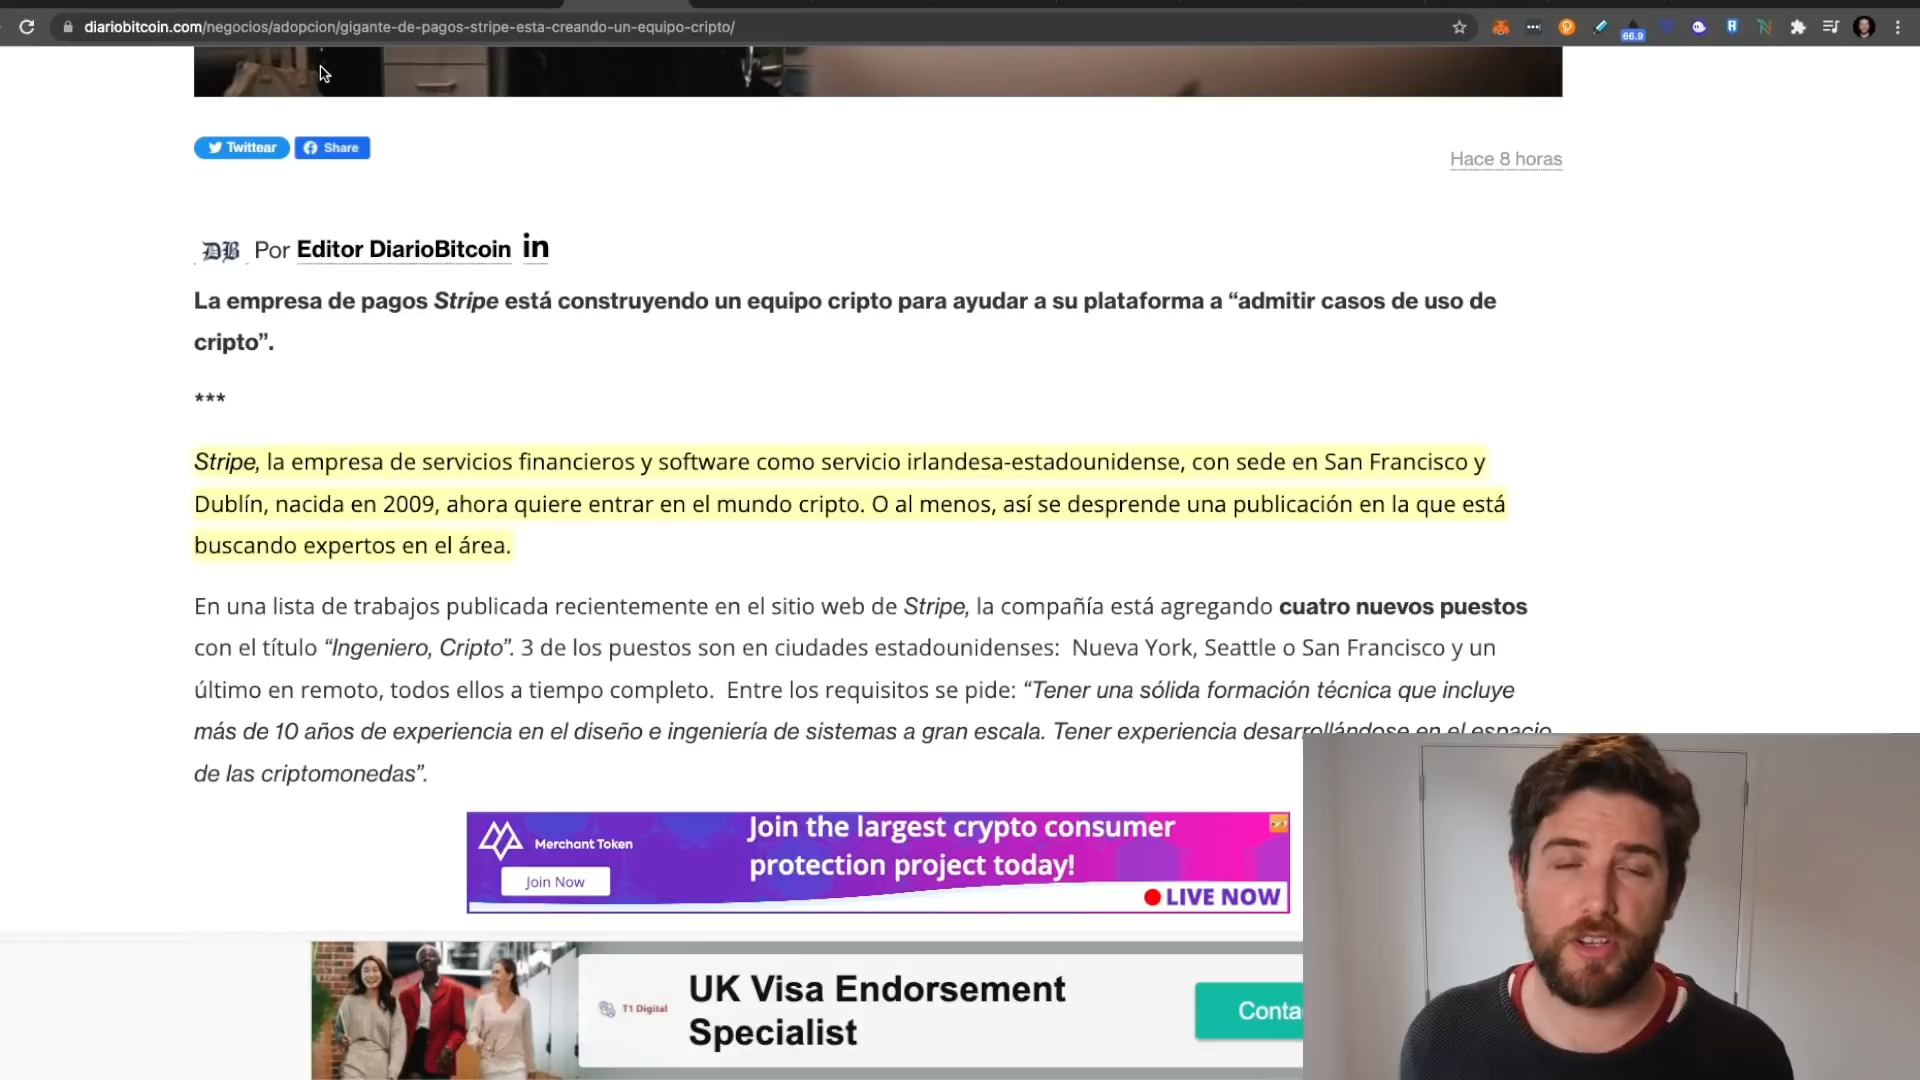 diariobitcoin.com/negocios/adopcion/gigante-de-pagos-stripe-esta-creando-un-equipo-cripto/
66.9
Twittear Share
Hace 8 horas
DB Por Editor DiarioBitcoin in
La empresa de pagos Stripe está construyendo un equipo cripto para ayudar a su plataforma a “admitir casos de uso de
cripto”.
***
Stripe, la empresa de servicios financieros y software como servicio irlandesa-estadounidense, con sede en San Francisco y
Dublín, nacida en 2009, ahora quiere entrar en el mundo cripto. O al menos, así se desprende una publicación en la que está
buscando expertos en el área.
En una lista de trabajos publicada recientemente en el sitio web de Stripe, la compañía está agregando cuatro nuevos puestos
con el título “Ingeniero, Cripto”. 3 de los puestos son en ciudades estadounidenses: Nueva York, Seattle o San Francisco y un
último en remoto, todos ellos a tiempo completo. Entre los requisitos se pide: “Tener una sólida formación técnica que incluye
más de 10 años de experiencia en el diseño e ingeniería de sistemas a gran escala. Tener experiencia desarrollándose en el espacio
de las criptomonedas”.
Merchant Token
Join Now
Join the largest crypto consumer
protection project today!
LIVE NOW
T1 Digital
UK Visa Endorsement
Specialist
Conta